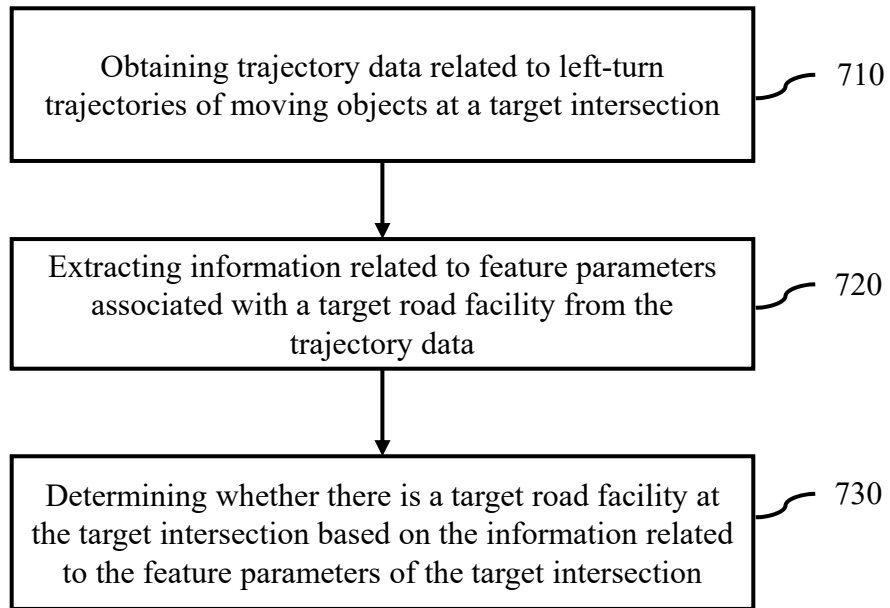 Obtaining trajectory data related to left-turn
trajectories of moving objects at a target intersection
710
Extracting information related to feature parameters
associated with a target road facility from the
trajectory data
720
Determining whether there is a target road facility at
the target intersection based on the information related
to the feature parameters of the target intersection
730